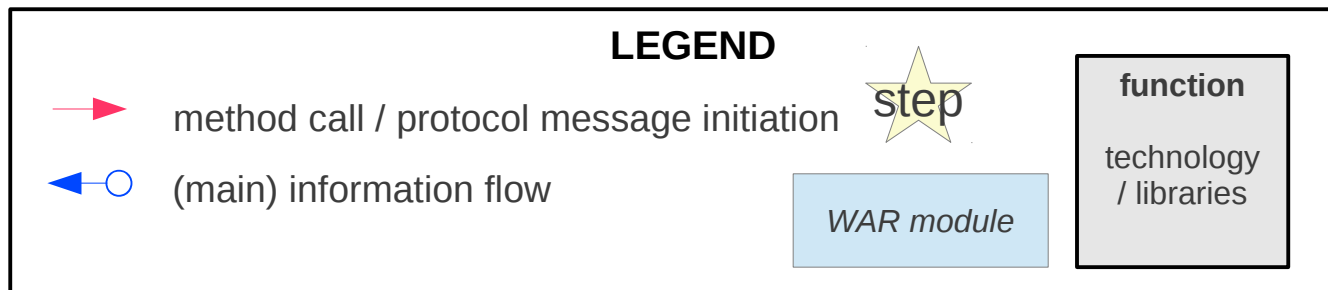 LEGEND
method call / protocol message initiation
(main) information flow
step
WAR module
function
technology
/ libraries